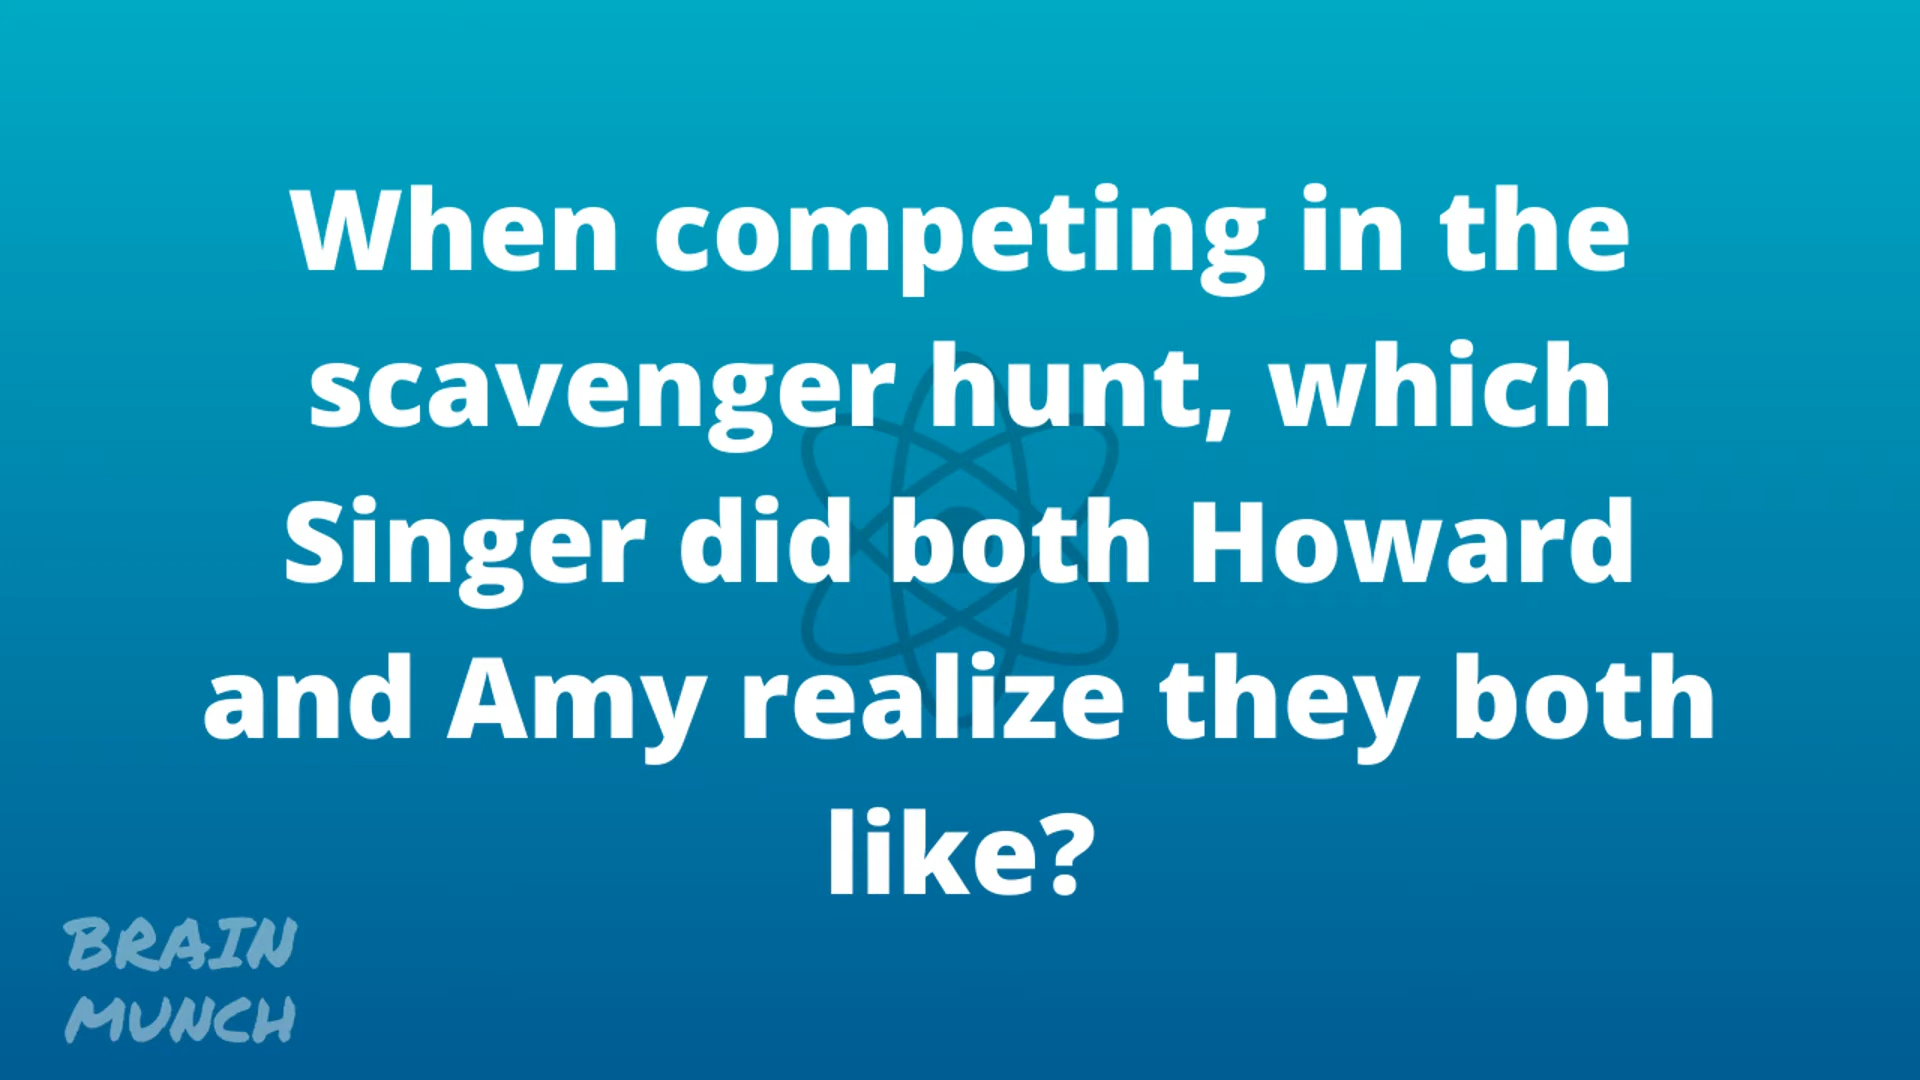 When competing in the
scavenger hunt, which
Singer did both Howard
and Amy realize they both
like?
BRAIN
MUNCH